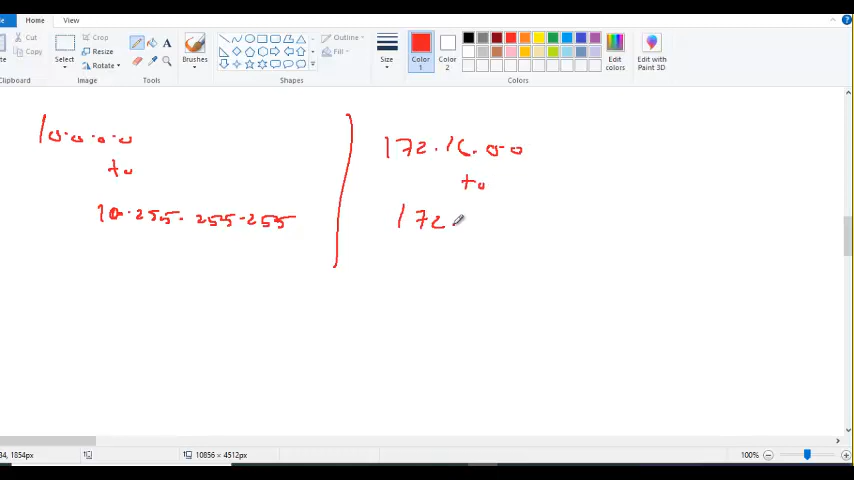 Home View
Cut
Copy
Clipboard
Select
Crop
Resize
Rotate
Image
Tools
Brushes
Outline
Fill
Shapes
Size
Color 1
Color 2
Edit colors
Edit with Paint 3D
Colors
10.0.0.0
to
10.255.255.255
172.16.0.0
to
172.
34, 1854px
10856 × 4512px
100%